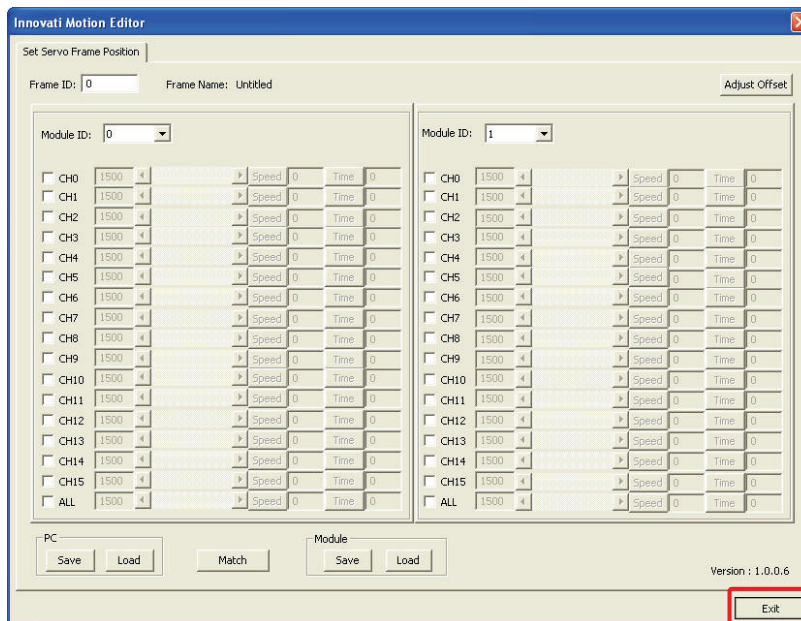 Innovati Motion Editor
Set Servo Frame Position
Frame ID: 0 Frame Name: Untitled Adjust Offset
Module ID: 0 Module ID: 1
CH0 1500 Speed 0 Time 0 CH0 1500 Speed 0 Time 0
CH1 1500 Speed 0 Time 0 CH1 1500 Speed 0 Time 0
CH2 1500 Speed 0 Time 0 CH2 1500 Speed 0 Time 0
CH3 1500 Speed 0 Time 0 CH3 1500 Speed 0 Time 0
CH4 1500 Speed 0 Time 0 CH4 1500 Speed 0 Time 0
CH5 1500 Speed 0 Time 0 CH5 1500 Speed 0 Time 0
CH6 1500 Speed 0 Time 0 CH6 1500 Speed 0 Time 0
CH7 1500 Speed 0 Time 0 CH7 1500 Speed 0 Time 0
CH8 1500 Speed 0 Time 0 CH8 1500 Speed 0 Time 0
CH9 1500 Speed 0 Time 0 CH9 1500 Speed 0 Time 0
CH10 1500 Speed 0 Time 0 CH10 1500 Speed 0 Time 0
CH11 1500 Speed 0 Time 0 CH11 1500 Speed 0 Time 0
CH12 1500 Speed 0 Time 0 CH12 1500 Speed 0 Time 0
CH13 1500 Speed 0 Time 0 CH13 1500 Speed 0 Time 0
CH14 1500 Speed 0 Time 0 CH14 1500 Speed 0 Time 0
CH15 1500 Speed 0 Time 0 CH15 1500 Speed 0 Time 0
ALL 1500 Speed 0 Time 0 ALL 1500 Speed 0 Time 0
PC Module
Save Load Match Save Load
Version : 1.0.0.6
Exit